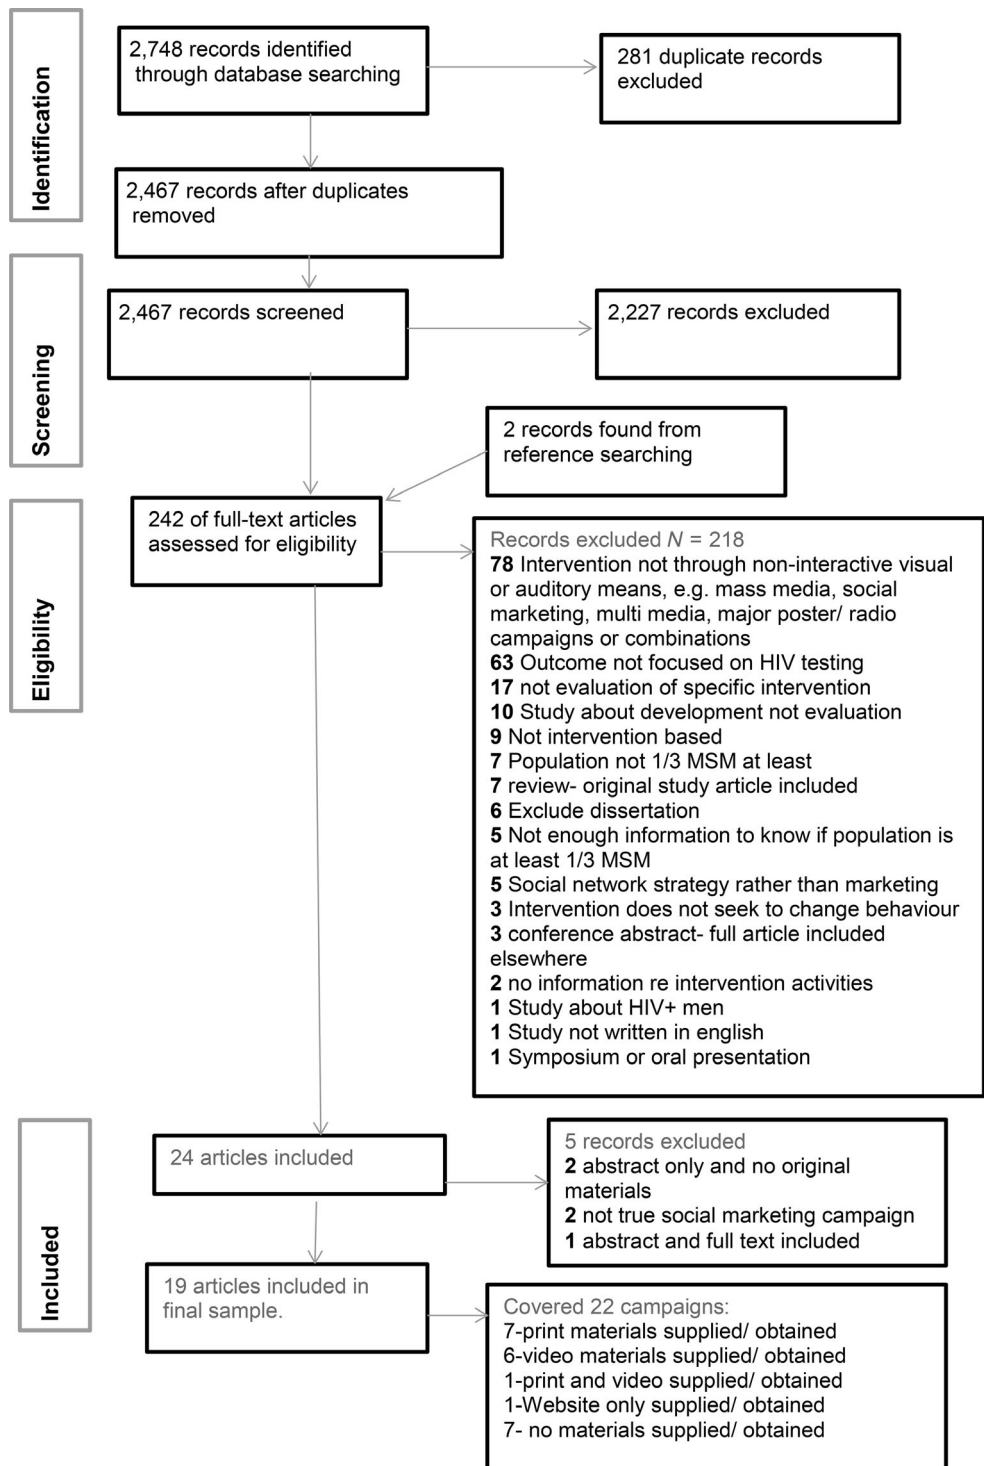 Identification
2,748 records identified
through database searching
281 duplicate records
excluded
2,467 records after duplicates
removed
Screening
2,467 records screened
2,227 records excluded
2 records found from
reference searching
Eligibility
242 of full-text articles
assessed for eligibility
Records excluded N = 218
78 Intervention not through non-interactive visual
or auditory means, e.g. mass media, social
marketing, multi media, major poster/ radio
campaigns or combinations
63 Outcome not focused on HIV testing
17 not evaluation of specific intervention
10 Study about development not evaluation
9 Not intervention based
7 Population not 1/3 MSM at least
7 review- original study article included
6 Exclude dissertation
5 Not enough information to know if population is
at least 1/3 MSM
5 Social network strategy rather than marketing
3 Intervention does not seek to change behaviour
3 conference abstract- full article included
elsewhere
2 no information re intervention activities
1 Study about HIV+ men
1 Study not written in english
1 Symposium or oral presentation
Included
24 articles included
5 records excluded
2 abstract only and no original
materials
2 not true social marketing campaign
1 abstract and full text included
19 articles included in
final sample.
Covered 22 campaigns:
7-print materials supplied/ obtained
6-video materials supplied/ obtained
1-print and video supplied/ obtained
1-Website only supplied/ obtained
7- no materials supplied/ obtained